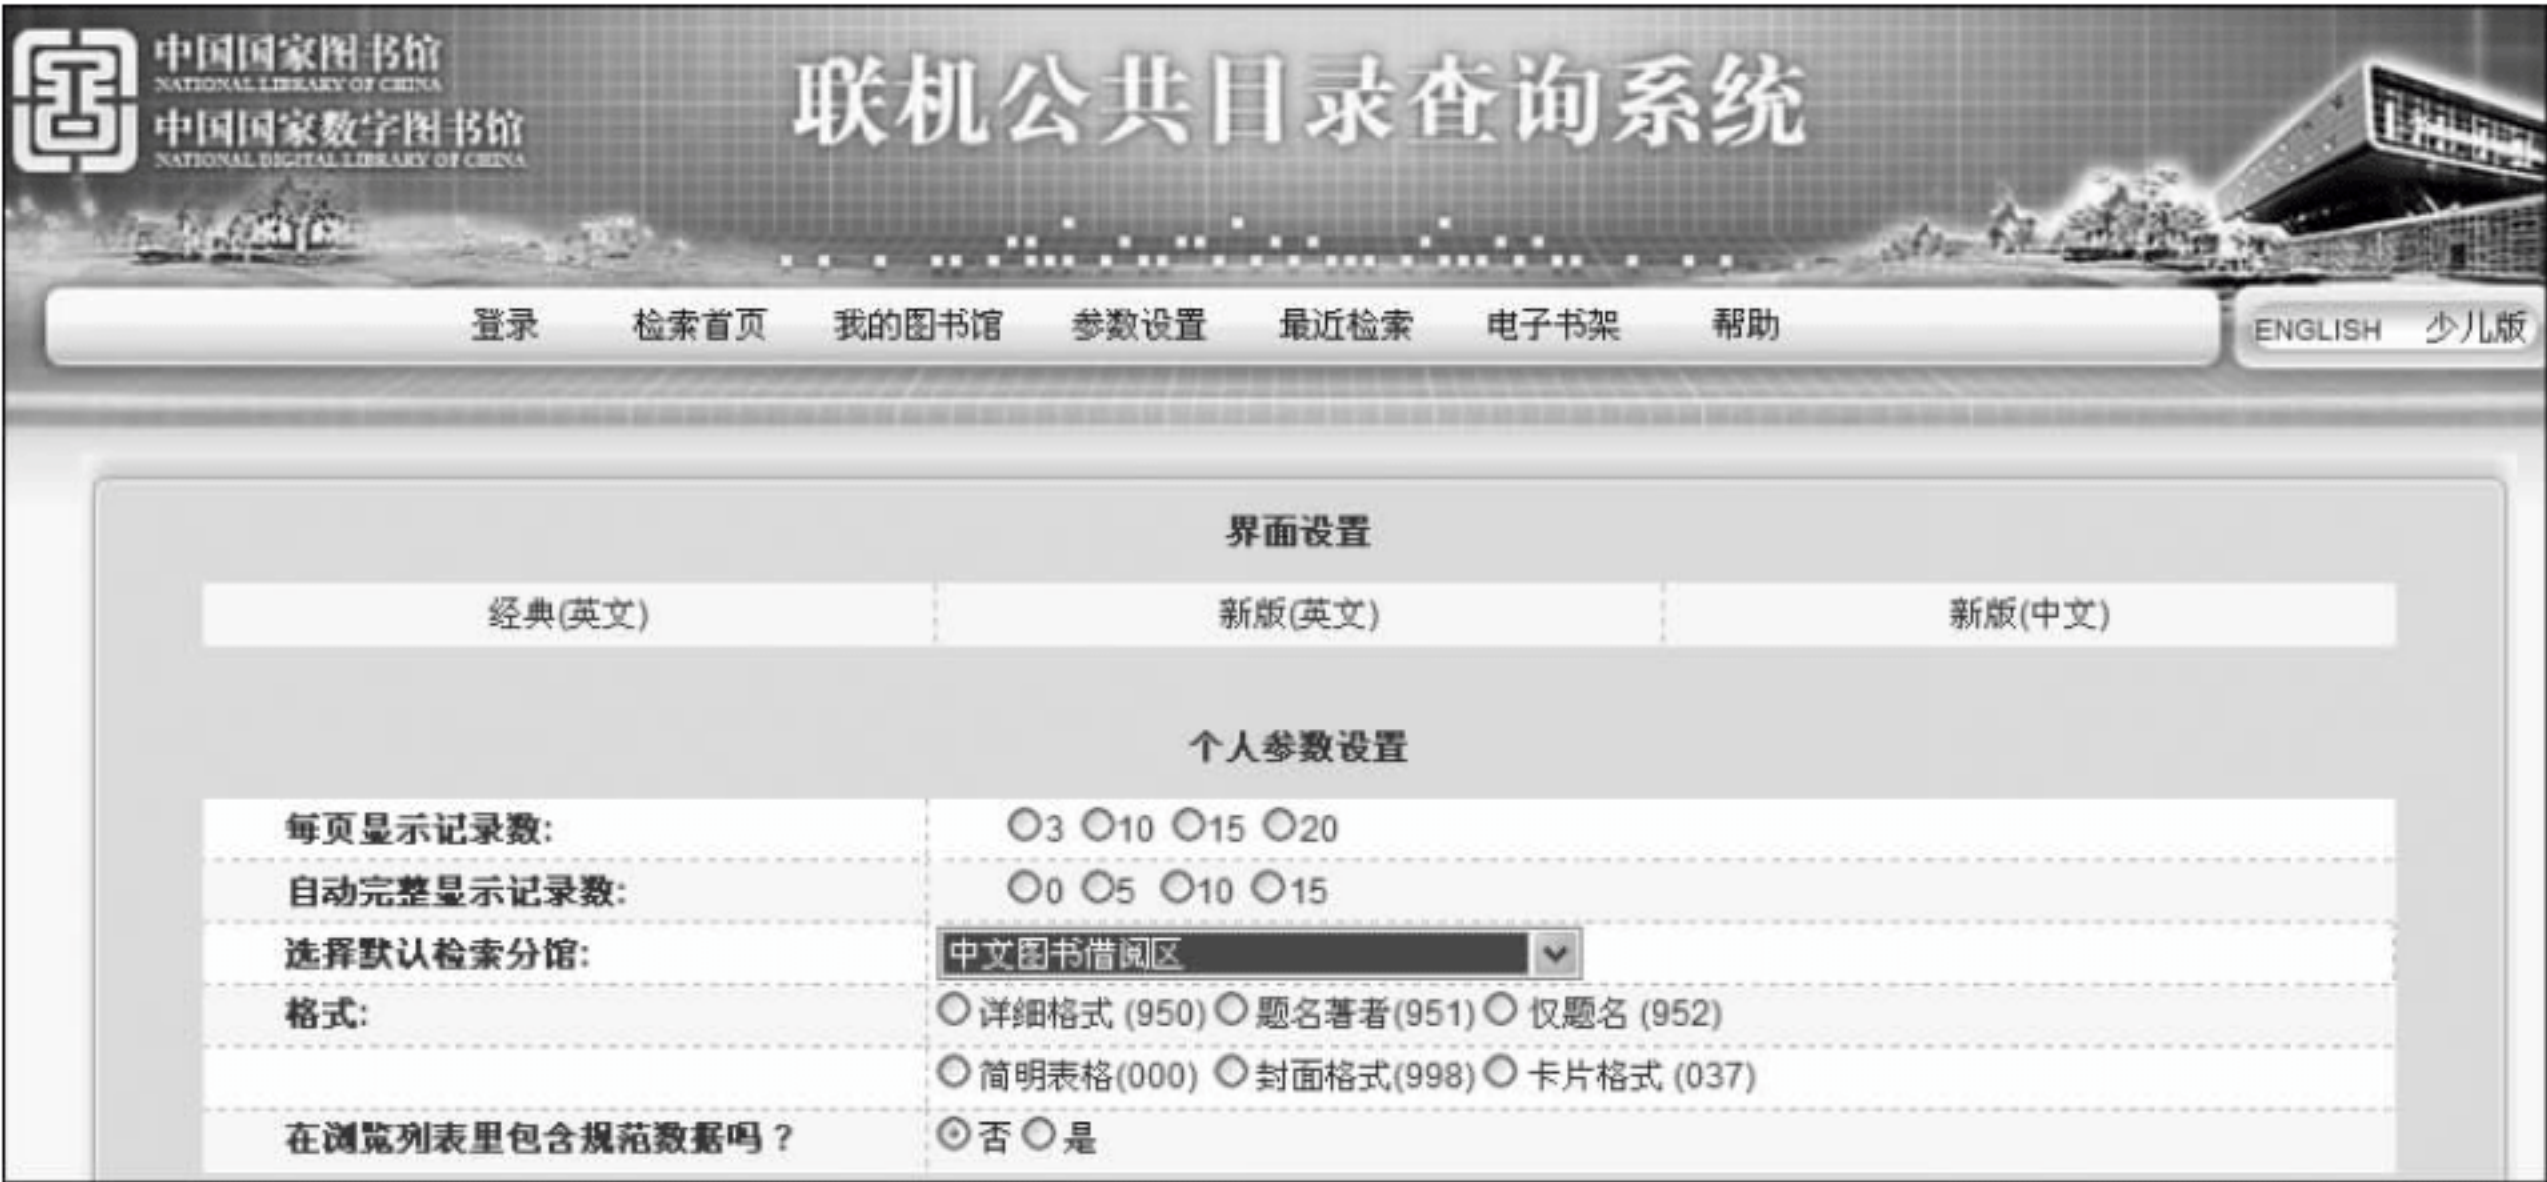 中国国家图书馆
NATIONAL LIBRARY OF CHINA
中国国家数字图书馆
NATIONAL DIGITAL LIBRARY OF CHINA
联机公共目录查询系统
登录 检索首页 我的图书馆 参数设置 最近检索 电子书架 帮助 ENGLISH 少儿版
界面设置
经典(英文) 新版(英文) 新版(中文)
个人参数设置
每页显示记录数: 3 10 15 20
自动完整显示记录数: 0 5 10 15
选择默认检索分馆: 中文图书借阅区
格式: 详细格式 (950) 题名著者(951) 仅题名 (952)
简明表格(000) 封面格式(998) 卡片格式 (037)
在浏览列表里包含规范数据吗？ 否 是